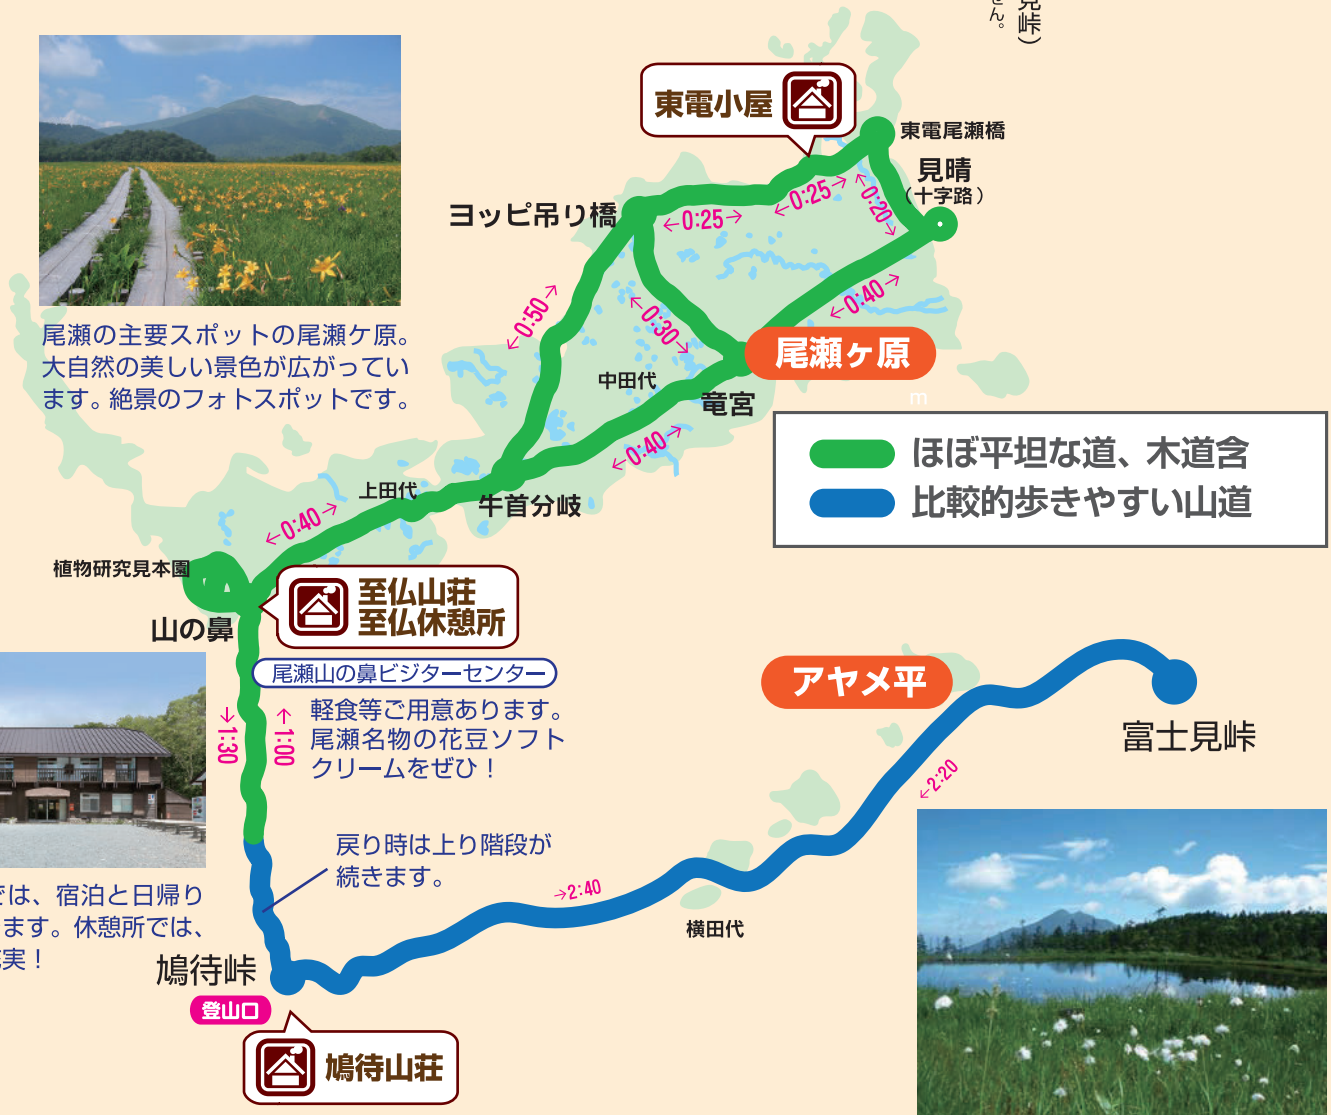 見峠）
せん。
東電小屋
東電尾瀬橋
見晴
（十字路）
ヨッピ吊り橋
←0:25→
←0:25→
←0:20→
←0:50→
←0:30→
←0:40→
尾瀬の主要スポットの尾瀬ケ原。
大自然の美しい景色が広がってい
ます。絶景のフォトスポットです。
尾瀬ヶ原
中田代
竜宮
m
←0:40→
ほぼ平坦な道、木道含
比較的歩きやすい山道
上田代
牛首分岐
←0:40→
植物研究見本園
至仏山荘
至仏休憩所
山の鼻
尾瀬山の鼻ビジターセンター
軽食等ご用意あります。
尾瀬名物の花豆ソフト
クリームをぜひ！
←1:30
→1:00
アヤメ平
富士見峠
←2:20
戻り時は上り階段が
続きます。
→2:40
横田代
では、宿泊と日帰り
ます。休憩所では、
実！
鳩待峠
登山口
鳩待山荘